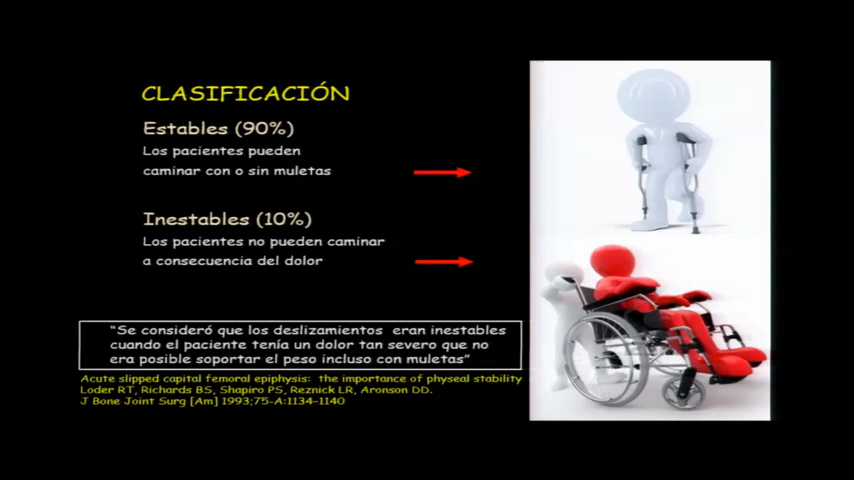 CLASIFICACIÓN
Estables (90%)
Los pacientes pueden
caminar con o sin muletas
Inestables (10%)
Los pacientes no pueden caminar
a consecuencia del dolor
“Se consideró que los deslizamientos eran inestables
cuando el paciente tenía un dolor tan severo que no
era posible soportar el peso incluso con muletas”
Acute slipped capital femoral epiphysis: the importance of physeal stability
Loder RT, Richards BS, Shapiro PS, Reznick LR, Aronson DD.
J Bone Joint Surg [Am] 1993;75-A:1134-1140